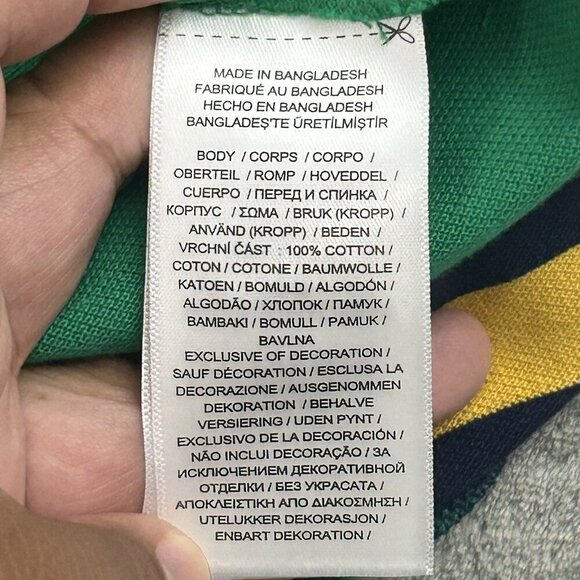 MADE IN BANGLADESH
FABRIQUÉ AU BANGLADESH
HECHO EN BANGLADESH
BANGLADEŞ'TE ÜRETİLMİŞTİR
BODY / CORPS / CORPO /
OBERTEIL / ROMP / HOVEDDEL /
CUERPO / ПЕРЕД И СПИНКА /
КОРПУС / ΣΩΜΑ / BRUK (KROPP) /
ANVÄND (KROPP) / BEDEN /
VRCHNÍ ČÁST : 100% COTTON /
COTON / COTONE / BAUMWOLLE /
KATOEN / BOMULD / ALGODÓN /
ALGODÃO / ХЛОПОК / ПАМУК /
BAMBAKI / BOMULL / PAMUK /
BAVLNA
EXCLUSIVE OF DECORATION /
SAUF DÉCORATION / ESCLUSA LA
DECORAZIONE / AUSGENOMMEN
DEKORATION / BEHALVE
VERSIERING / UDEN PYNT /
EXCLUSIVO DE LA DECORACIÓN /
NÃO INCLUI DECORAÇÃO / ЗА
ИСКЛЮЧЕНИЕМ ДЕКОРАТИВНОЙ
ОТДЕЛКИ / БЕЗ УКРАСАТА /
ΑΠΟΚΛΕΙΣΤΙΚΗ ΑΠΟ ΔΙΑΚΟΣΜΗΣΗ /
UTELUKKER DEKORASJON /
ENBART DEKORATION /